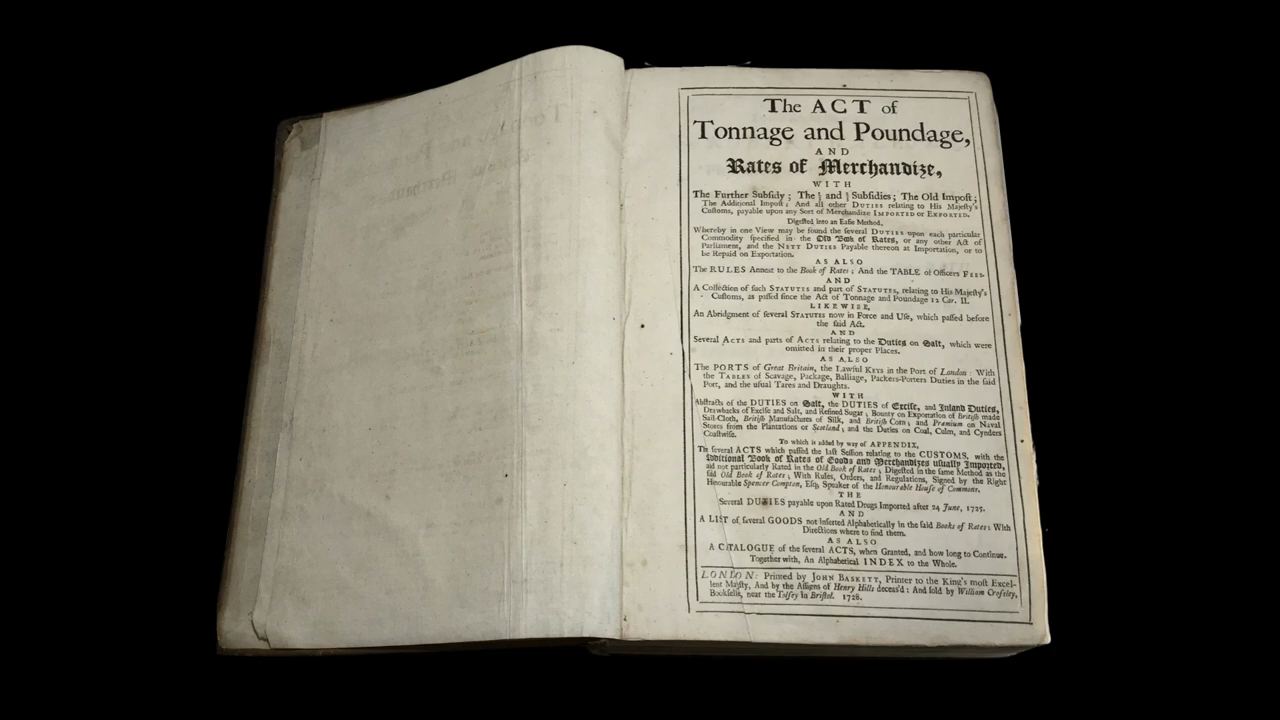 The ACT of
Tonnage and Poundage,
AND
Rates of Merchandize,
WITH
The Further Subsidy; The ⅓ and ⅔ Subsidies; The Old Impost;
The Additional Impost; And all other DUTIES relating to His Majesty's
Customs, payable upon any Sort of Merchandize IMPORTED or EXPORTED.
Digested into an Easie Method.
Whereby in one View may be found the several DUTIES upon each particular
Commodity specified in the Old Book of Rates, or any other Act of
Parliament, and the NETT DUTIES Payable thereon at Importation, or to
be Repaid on Exportation.
AS ALSO
The RULES Annext to the Book of Rates; And the TABLE of Officers FEES.
AND
A Collection of such STATUTES and part of STATUTES, relating to His Majesty's
Customs, as passed since the Act of Tonnage and Poundage 12 Car. II.
LIKEWISE,
An Abridgment of several STATUTES now in Force and Use, which passed before
the said Act.
AND
Several ACTS and parts of ACTS relating to the Duties on Salt, which were
omitted in their proper Places.
AS ALSO
The PORTS of Great Britain, the Lawful KEYS in the Port of London: With
the TABLES of Scavage, Package, Balliage, Packers-Porters Duties in the said
Port, and the usual Tares and Draughts.
WITH
Abstracts of the DUTIES on Salt, the DUTIES of Excise, and Inland Duties,
Drawbacks of Excise and Salt, and Refined Sugar; Bounty on Exportation of British made
Sail-Cloth, British Manufactures of Silk, and British Corn; and Præmium on Naval
Stores from the Plantations or Scotland; and the Duties on Coal, Culm, and Cynders
Coastwise.
To which is added by way of APPENDIX,
The several ACTS which passed the last Session relating to the CUSTOMS, with the
Additional Book of Rates of Goods and Merchandizes usually Imported,
and not particularly Rated in the Old Book of Rates; Digested in the same Method as the
said Old Book of Rates; With Rules, Orders, and Regulations, Signed by the Right
Honourable Spencer Compton, Esq; Speaker of the Honourable House of Commons.
THE
Several DUTIES payable upon Rated Drugs Imported after 24 June, 1725.
AND
A LIST of several GOODS not Inserted Alphabetically in the said Books of Rates: With
Directions where to find them.
AS ALSO
A CATALOGUE of the several ACTS, when Granted, and how long to Continue.
Together with, An Alphabetical INDEX to the Whole.
LONDON: Printed by JOHN BASKETT, Printer to the King's most Excel-
lent Majesty, And by the Assigns of Henry Hills deceas'd: And sold by William Crossley,
Bookseller, near the Tolsey in Bristol. 1728.